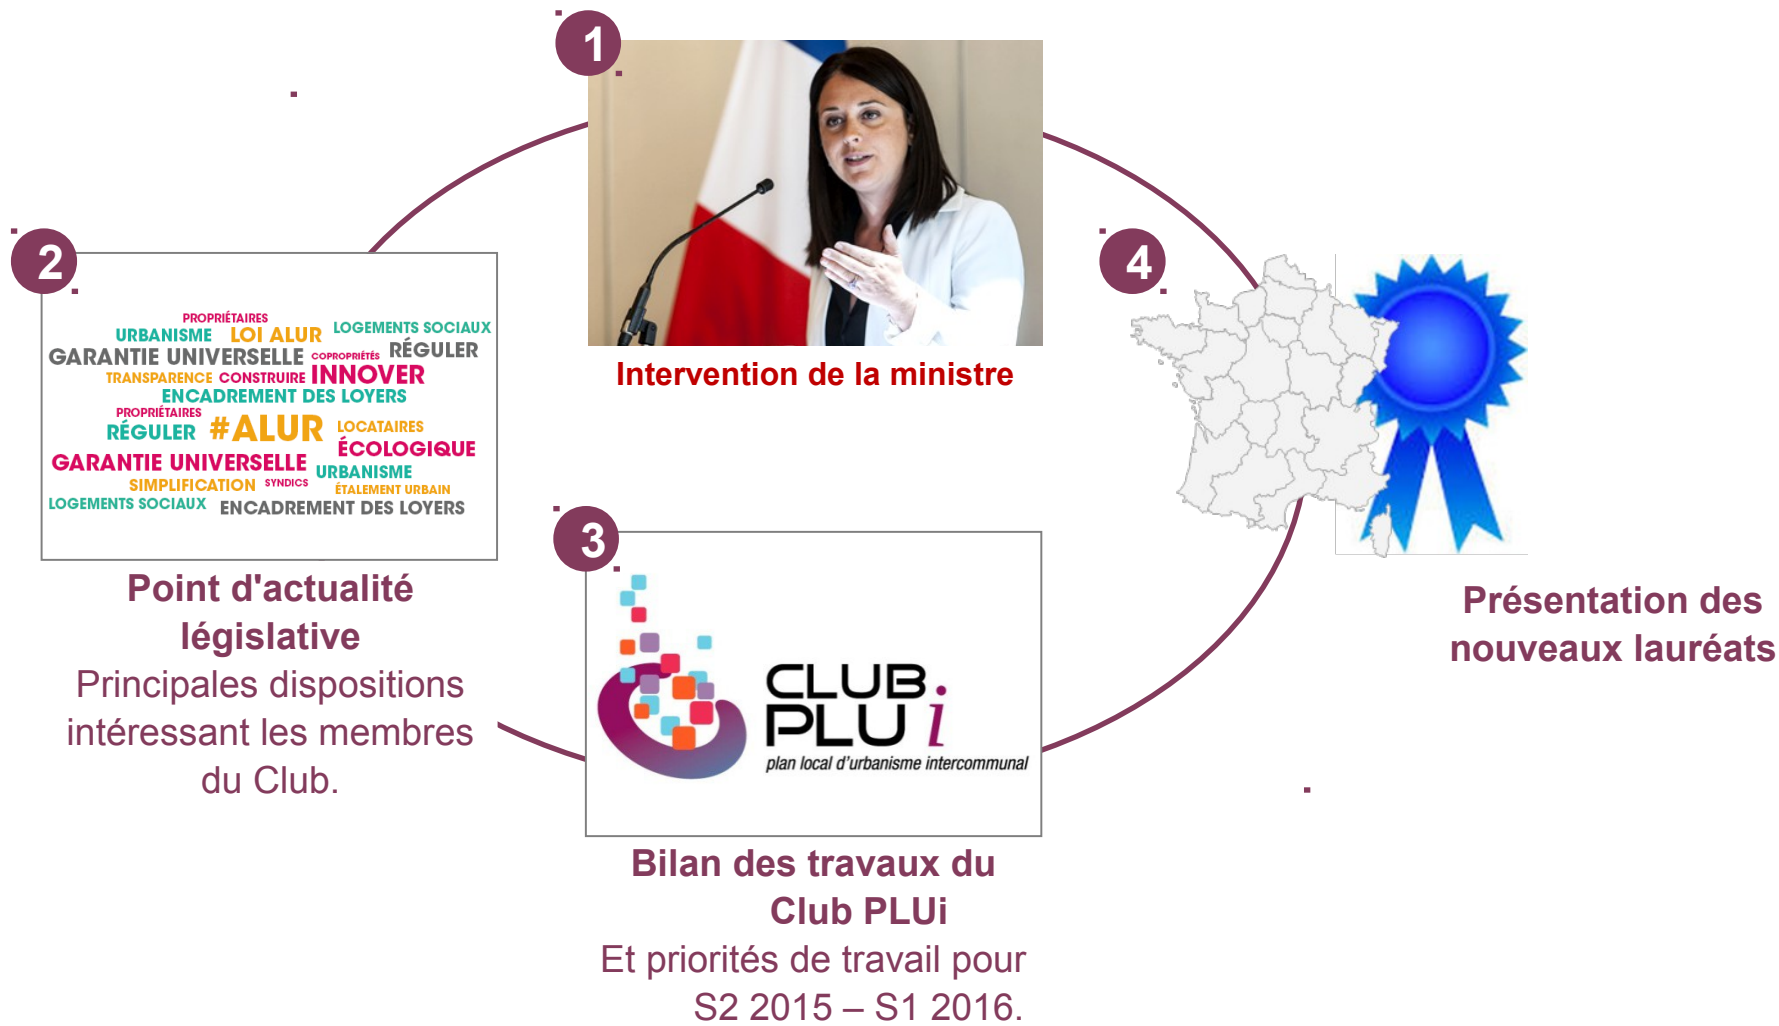 1
Intervention de la ministre
2
PROPRIÉTAIRES
URBANISME LOI ALUR LOGEMENTS SOCIAUX
GARANTIE UNIVERSELLE COPROPRIÉTÉS RÉGULER
TRANSPARENCE CONSTRUIRE INNOVER
ENCADREMENT DES LOYERS
PROPRIÉTAIRES
RÉGULER #ALUR LOCATAIRES
ÉCOLOGIQUE
GARANTIE UNIVERSELLE URBANISME
SIMPLIFICATION SYNDICS ÉTALEMENT URBAIN
LOGEMENTS SOCIAUX ENCADREMENT DES LOYERS
Point d'actualité
législative
Principales dispositions
intéressant les membres
du Club.
3
CLUB
PLUi
plan local d'urbanisme intercommunal
Bilan des travaux du
Club PLUi
Et priorités de travail pour
S2 2015 – S1 2016.
4
Présentation des
nouveaux lauréats